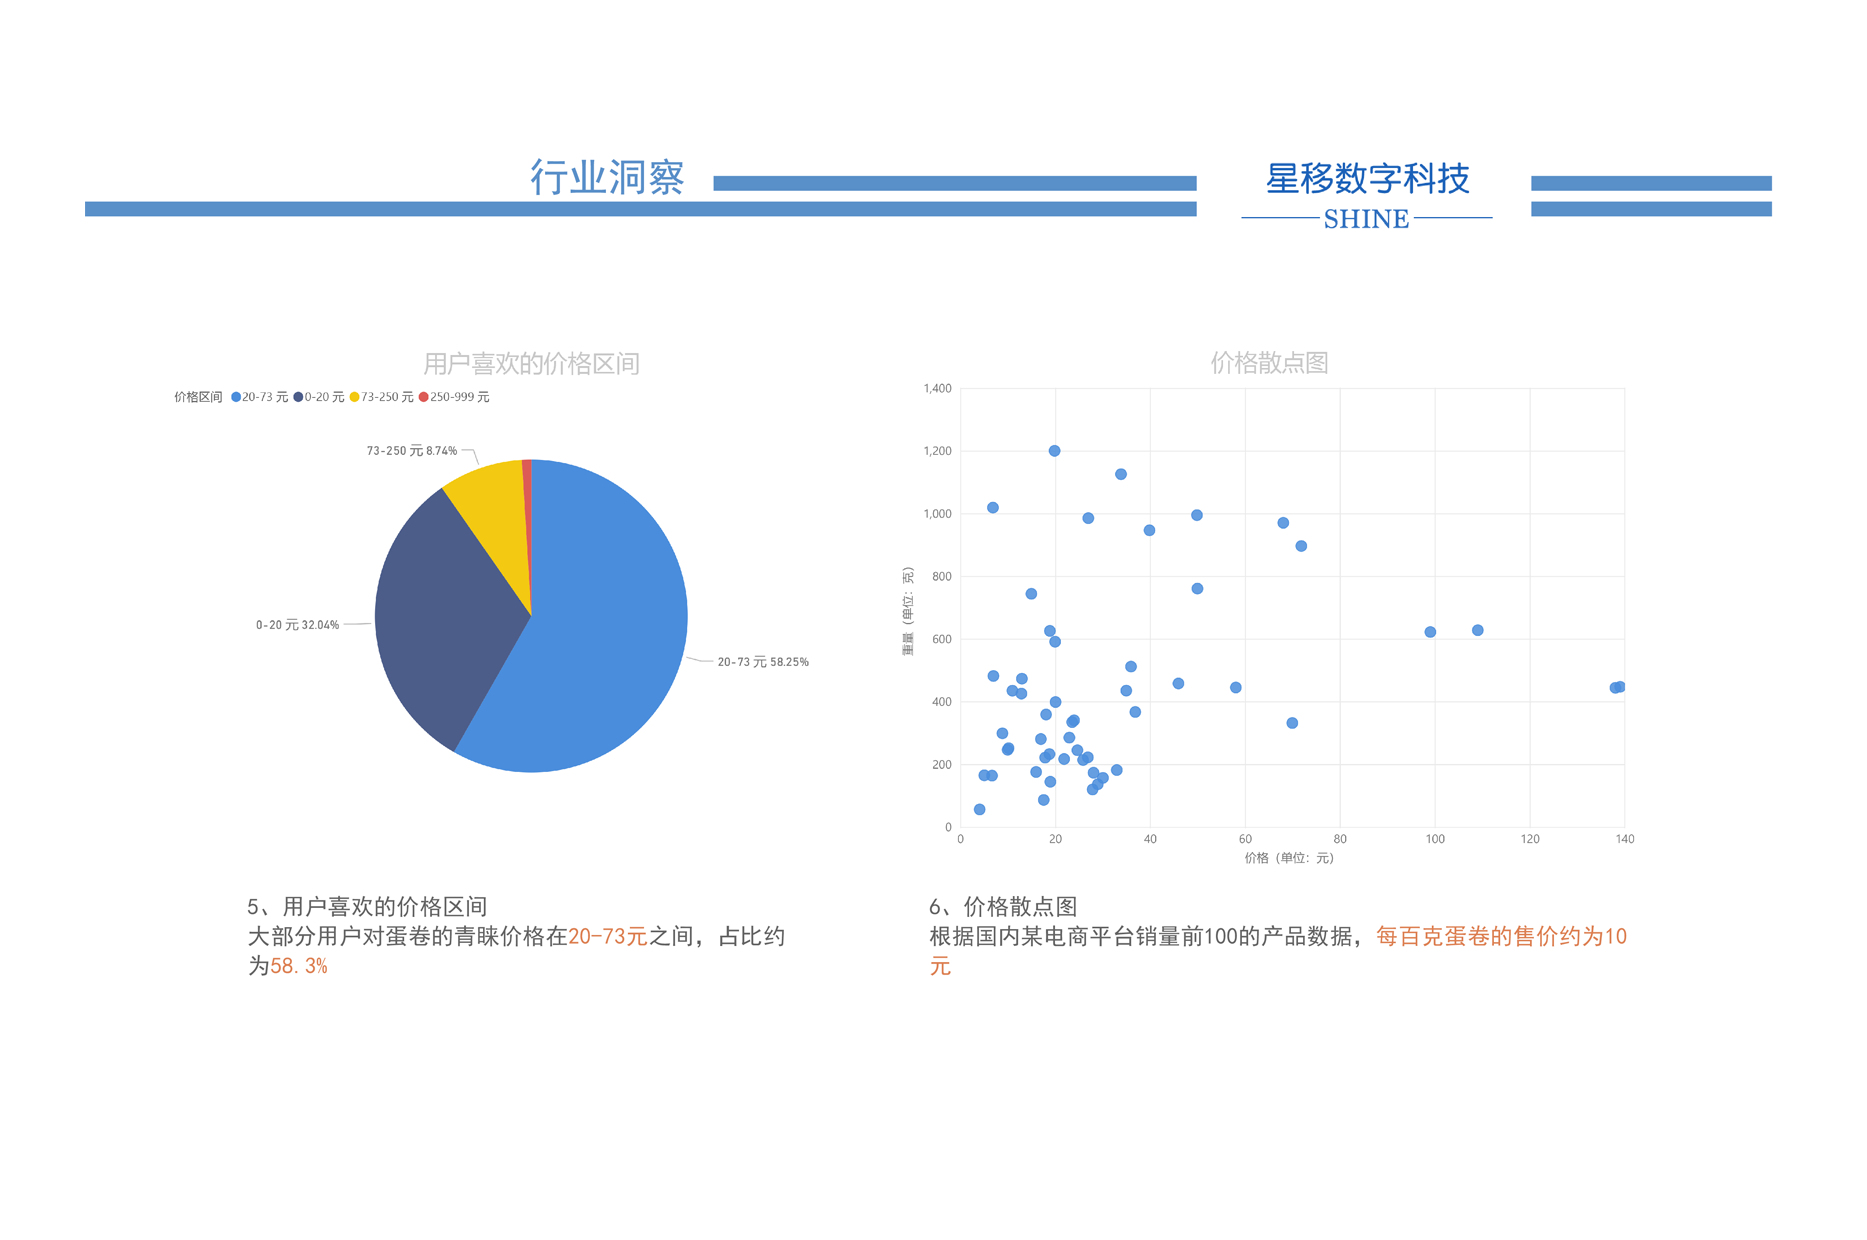 行业洞察
星移数字科技
SHINE
用户喜欢的价格区间
价格区间 20-73 元 0-20 元 73-250 元 250-999 元
73-250 元 8.74%
0-20 元 32.04%
20-73 元 58.25%
价格散点图
1,400
1,200
1,000
800
600
400
200
0
重量（单位：克）
0 20 40 60 80 100 120 140
价格（单位：元）
5、用户喜欢的价格区间
大部分用户对蛋卷的青睐价格在20-73元之间，占比约
为58.3%
6、价格散点图
根据国内某电商平台销量前100的产品数据，每百克蛋卷的售价约为10
元